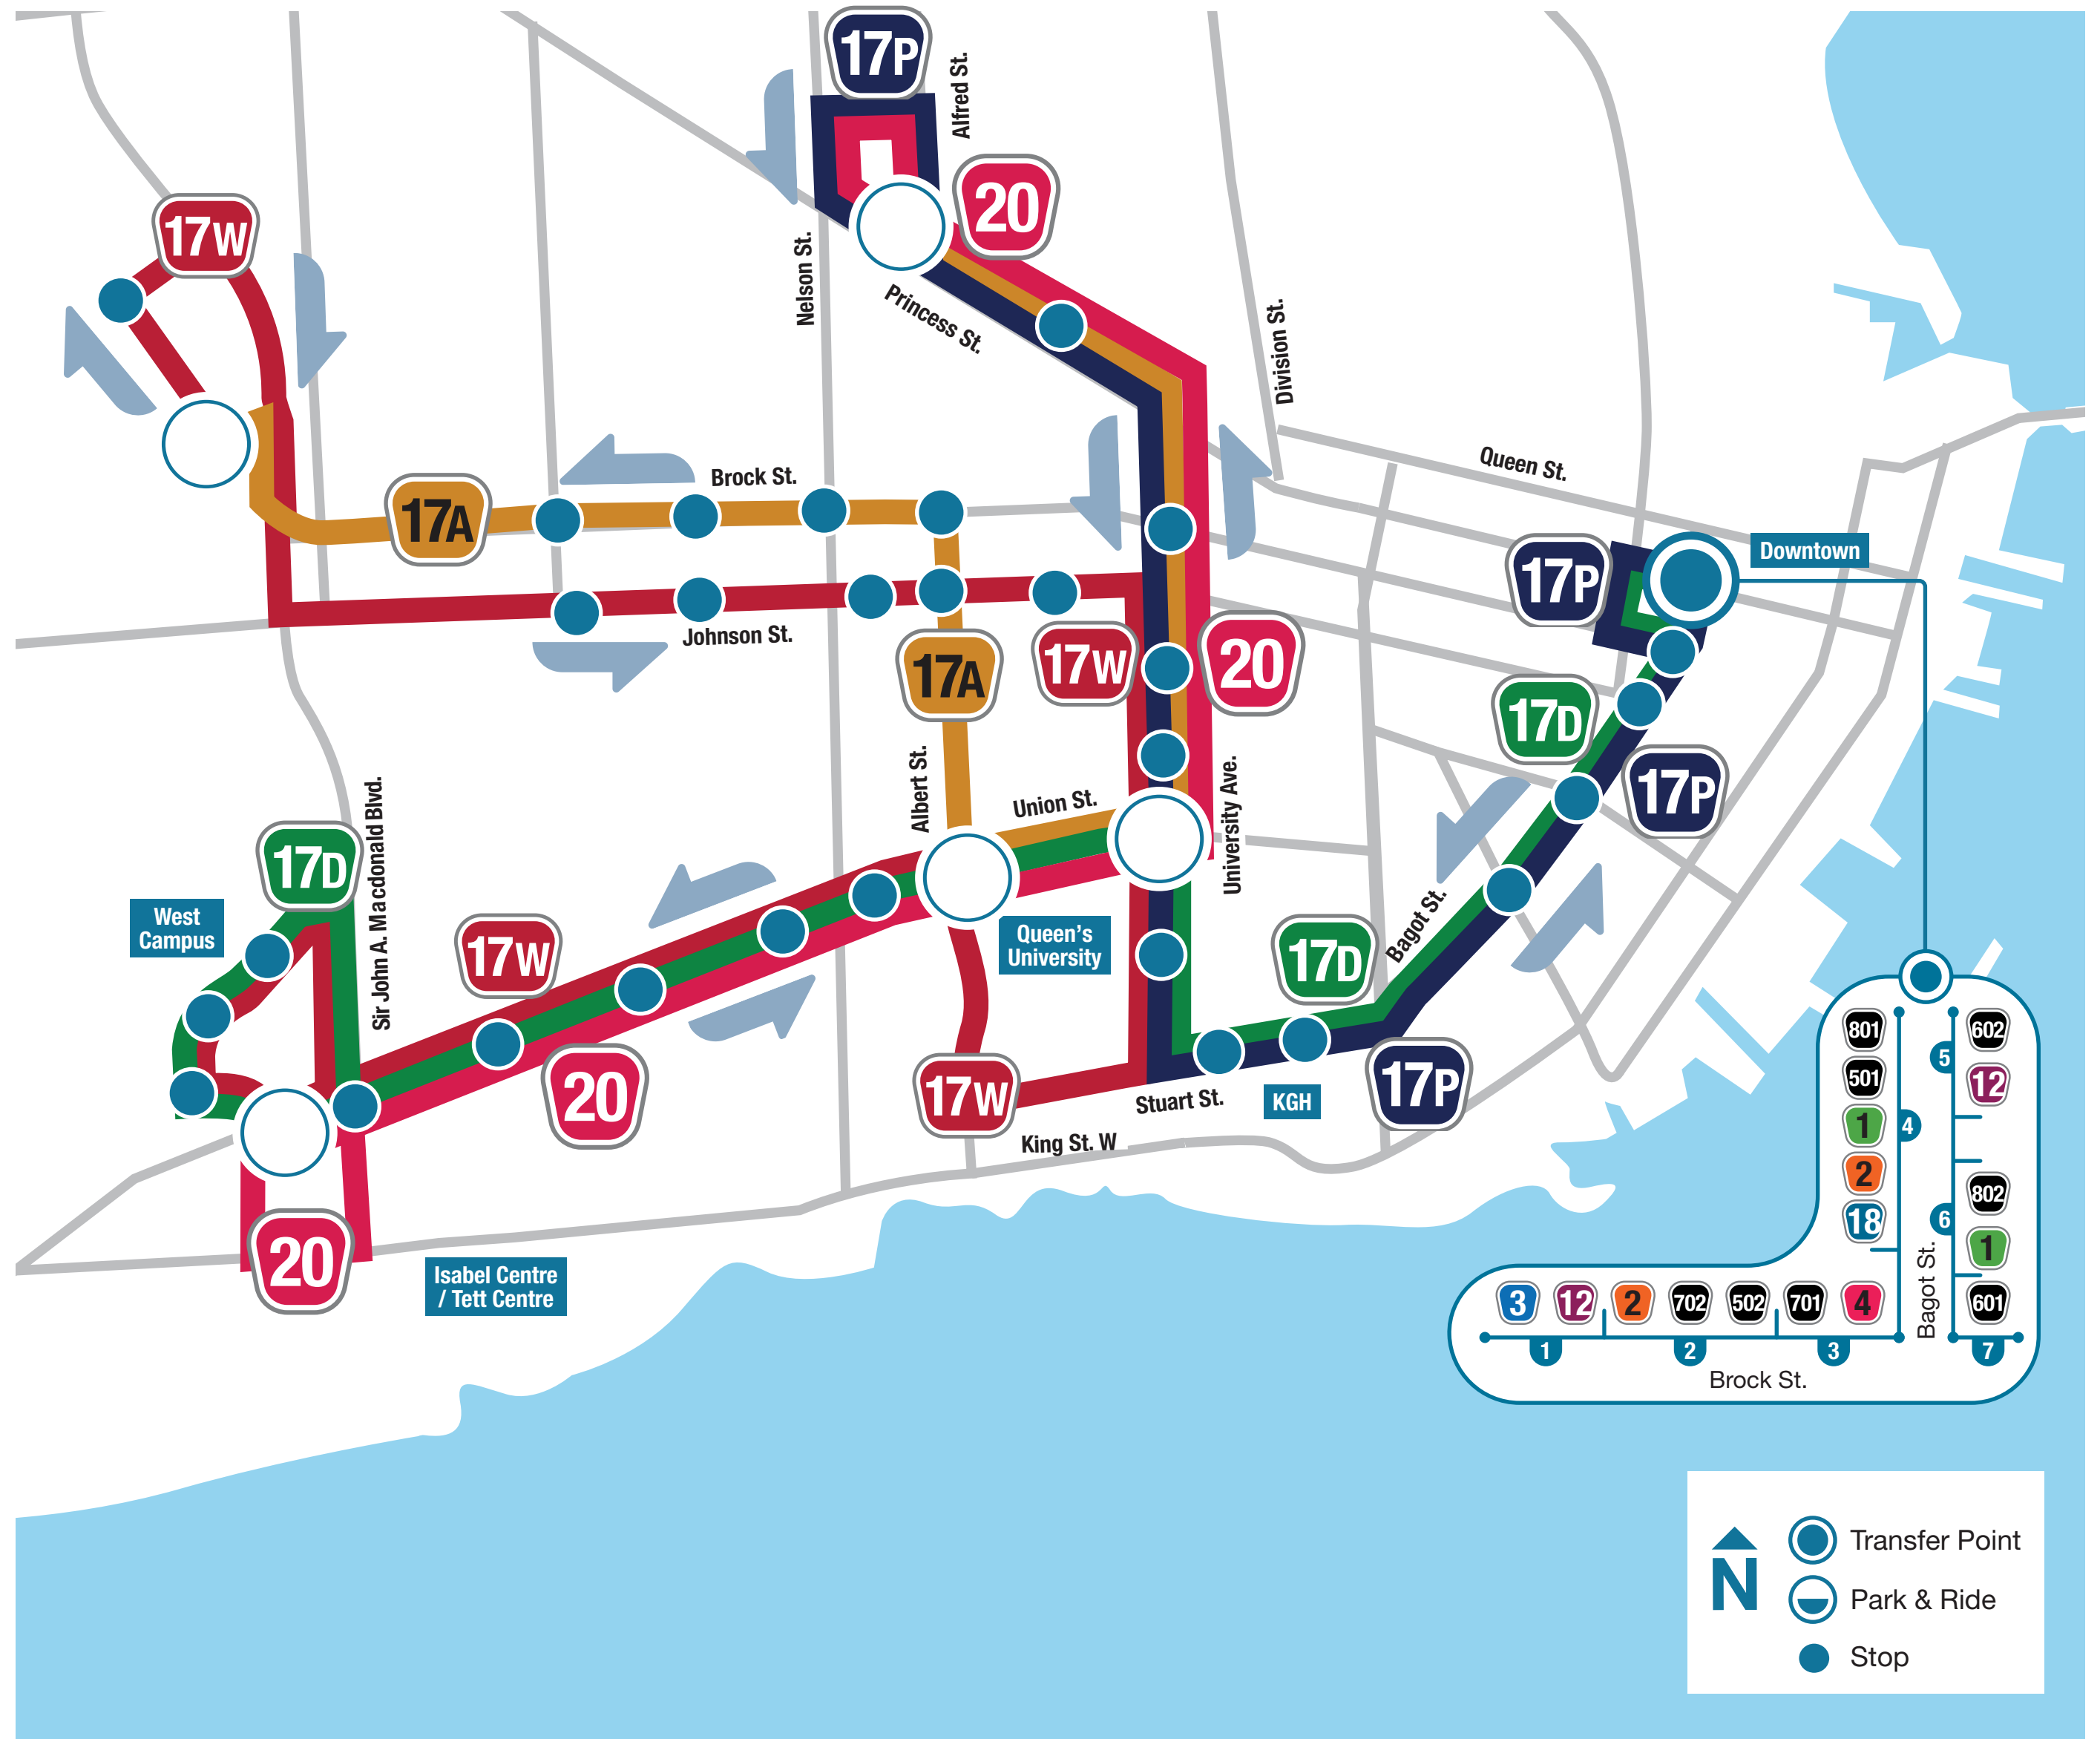 17P
Alfred St.
20
17W
Nelson St.
Princess St.
Division St.
Queen St.
Brock St.
17A
Downtown
17P
Johnson St.
17A
17W
20
17D
17P
Albert St.
Union St.
University Ave.
Sir John A. Macdonald Blvd.
17D
West
Campus
17W
Queen's
University
17D
Bagot St.
20
17W
Stuart St.
KGH
17P
King St. W
20
Isabel Centre
/ Tett Centre
801
602
5
501
12
1
4
2
802
18
6
1
Bagot St.
3
12
2
702
502
701
4
601
1
2
3
7
Brock St.
Transfer Point
N
Park & Ride
Stop